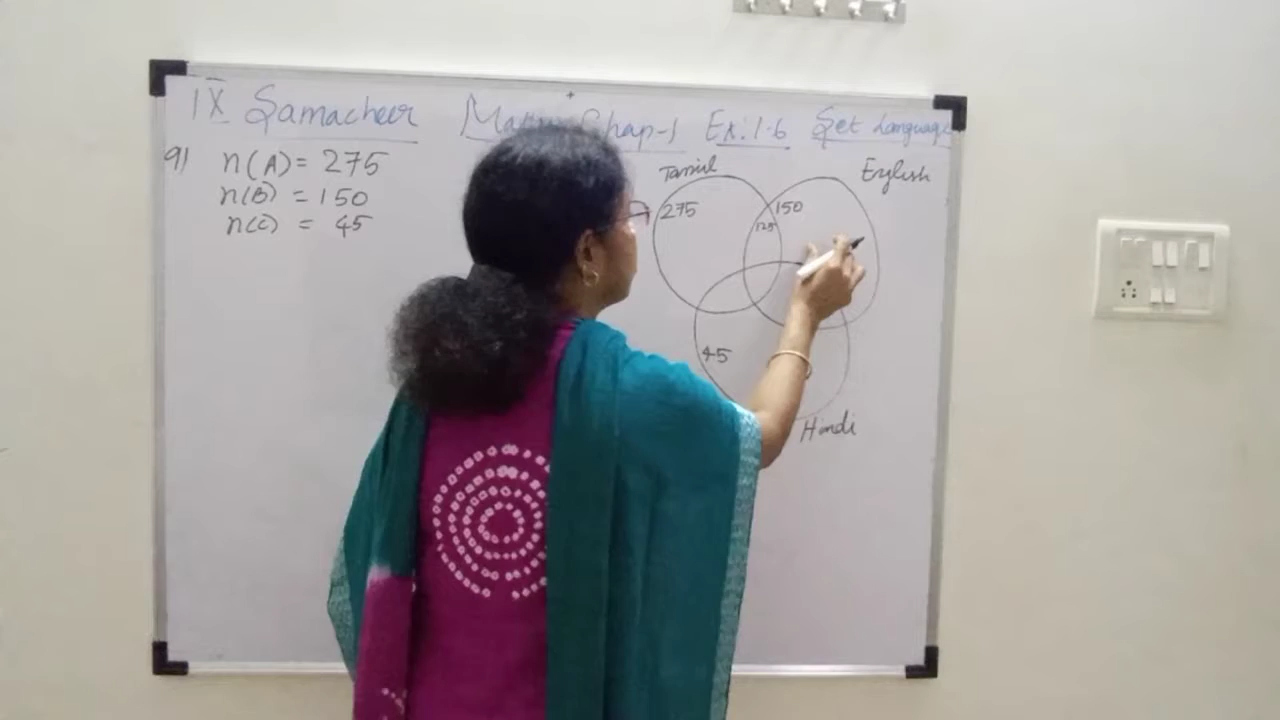 IX Samacheer Chap-1 Ex: 1.6 Set Language
9) n(A) = 275
n(B) = 150
n(C) = 45
Tamil English
275 150
125
45
Hindi